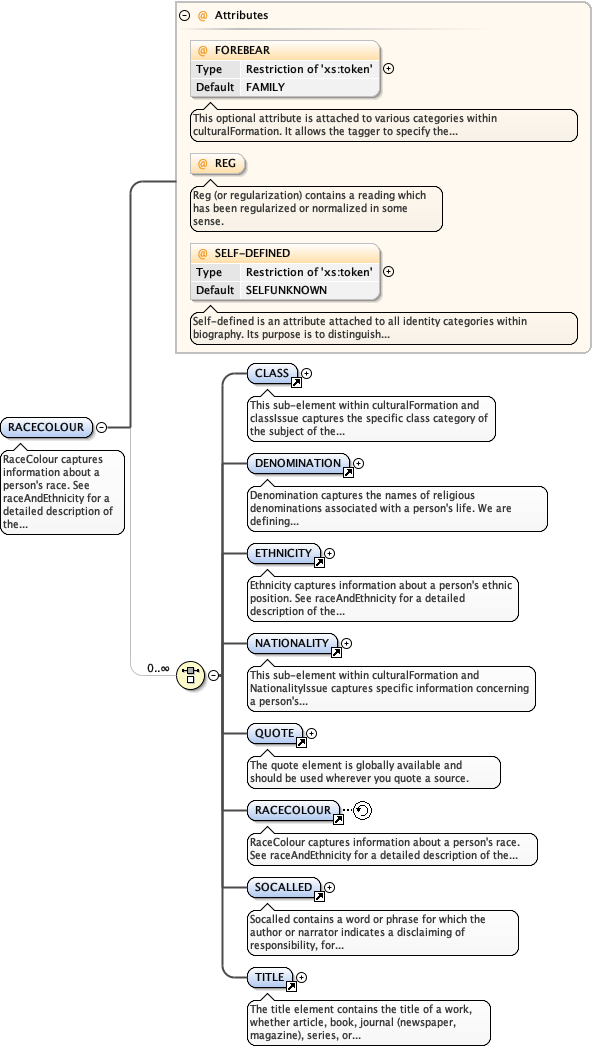 @ Attributes
@ FOREBEAR
Type Restriction of 'xs:token'
Default FAMILY
This optional attribute is attached to various categories within
culturalFormation. It allows the tagger to specify the...
@ REG
Reg (or regularization) contains a reading which
has been regularized or normalized in some
sense.
@ SELF-DEFINED
Type Restriction of 'xs:token'
Default SELFUNKNOWN
Self-defined is an attribute attached to all identity categories within
biography. Its purpose is to distinguish...
RACECOLOUR
RaceColour captures
information about a
person's race. See
raceAndEthnicity for a
detailed description of
the...
0..∞
CLASS
This sub-element within culturalFormation and
classIssue captures the specific class category of
the subject of the...
DENOMINATION
Denomination captures the names of religious
denominations associated with a person's life. We are
defining...
ETHNICITY
Ethnicity captures information about a person's ethnic
position. See raceAndEthnicity for a detailed
description of the...
NATIONALITY
This sub-element within culturalFormation and
NationalityIssue captures specific information concerning
a person's...
QUOTE
The quote element is globally available and
should be used wherever you quote a source.
RACECOLOUR
RaceColour captures information about a person's race.
See raceAndEthnicity for a detailed description of the...
SOCALLED
Socalled contains a word or phrase for which the
author or narrator indicates a disclaiming of
responsibility, for...
TITLE
The title element contains the title of a work,
whether article, book, journal (newspaper,
magazine), series, or...